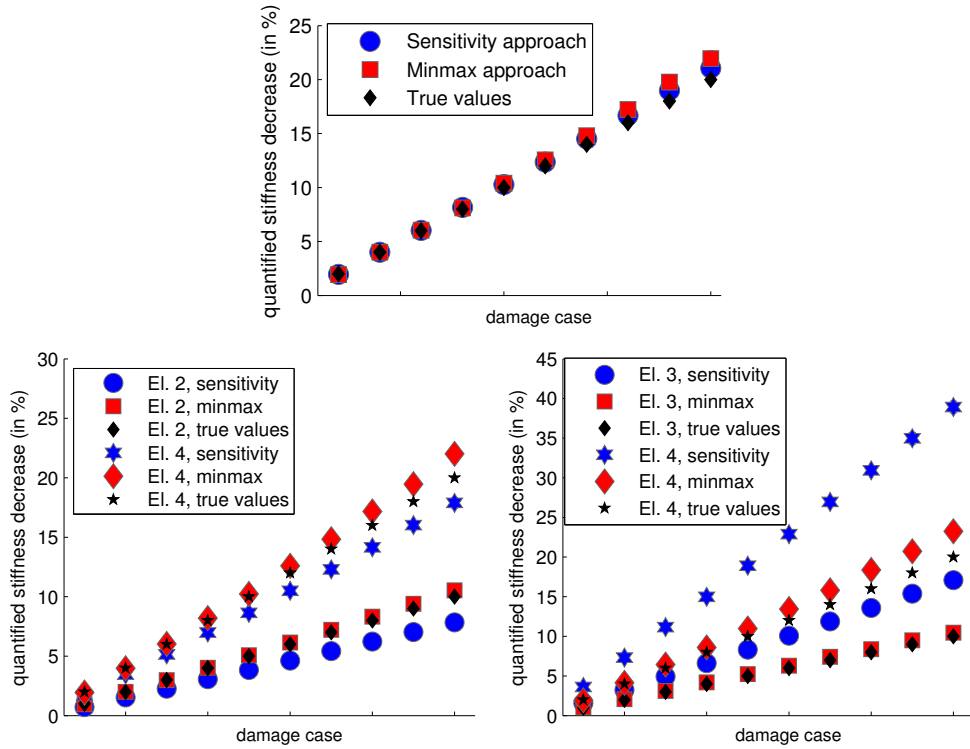 quantified stiffness decrease (in %)
25
20
15
10
5
0
Sensitivity approach
Minmax approach
True values
damage case
quantified stiffness decrease (in %)
30
25
20
15
10
5
0
El. 2, sensitivity
El. 2, minmax
El. 2, true values
El. 4, sensitivity
El. 4, minmax
El. 4, true values
damage case
quantified stiffness decrease (in %)
45
40
35
30
25
20
15
10
5
0
El. 3, sensitivity
El. 3, minmax
El. 3, true values
El. 4, sensitivity
El. 4, minmax
El. 4, true values
damage case